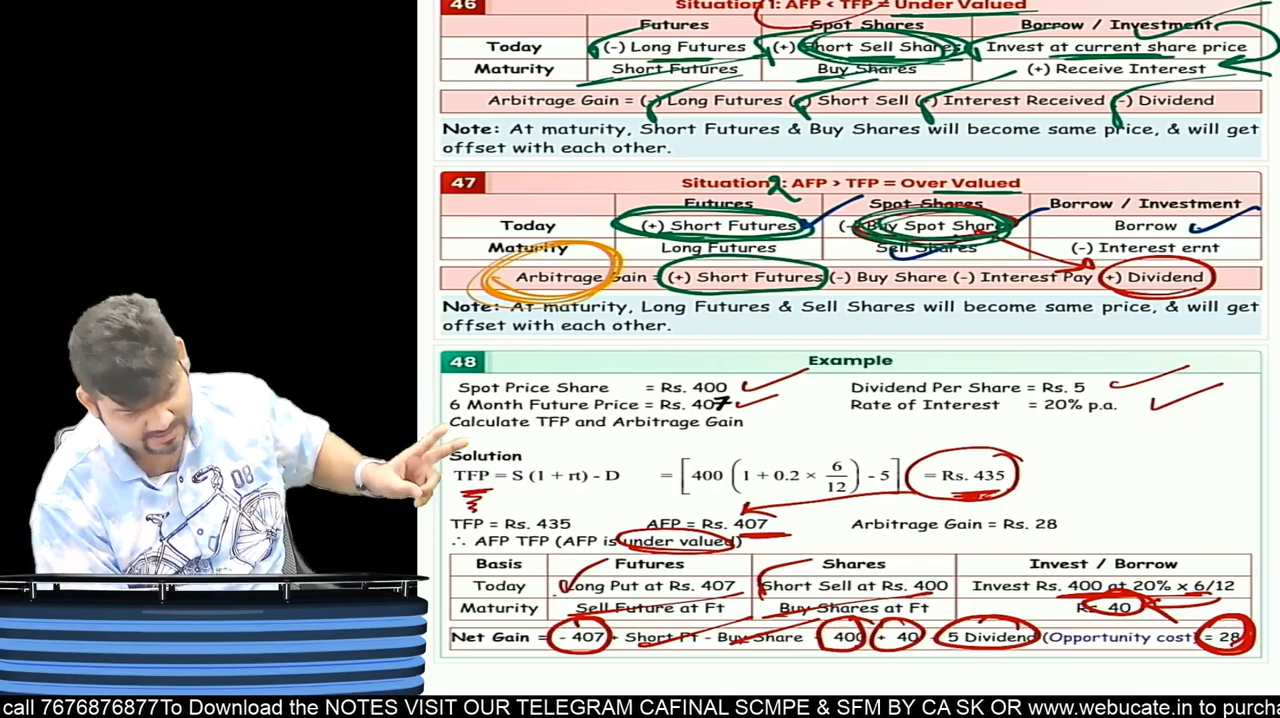 46 Situation 1: AFP < TFP = Under Valued
Futures Spot Shares Borrow / Investment
Today (-) Long Futures (+) Short Sell Shares Invest at current share price
Maturity Short Futures Buy Shares (+) Receive Interest
Arbitrage Gain = (-) Long Futures (+) Short Sell (+) Interest Received (-) Dividend
Note: At maturity, Short Futures & Buy Shares will become same price, & will get
offset with each other.
47 Situation 2: AFP > TFP = Over Valued
Futures Spot Shares Borrow / Investment
Today (+) Short Futures (-) Buy Spot Share Borrow
Maturity Long Futures Sell Shares (-) Interest ernt
Arbitrage Gain = (+) Short Futures (-) Buy Share (-) Interest Pay (+) Dividend
Note: At maturity, Long Futures & Sell Shares will become same price, & will get
offset with each other.
48 Example
Spot Price Share = Rs. 400 Dividend Per Share = Rs. 5
6 Month Future Price = Rs. 407 Rate of Interest = 20% p.a.
Calculate TFP and Arbitrage Gain
Solution
TFP = S (1 + rt) - D = [400 (1 + 0.2 × 6/12) - 5] = Rs. 435
TFP = Rs. 435 AFP = Rs. 407 Arbitrage Gain = Rs. 28
∴ AFP TFP (AFP is under valued)
Basis Futures Shares Invest / Borrow
Today Long Put at Rs. 407 Short Sell at Rs. 400 Invest Rs. 400 at 20% x 6/12
Maturity Sell Future at Ft Buy Shares at Ft Rs. 40
Net Gain = - 407 + Short Ft - Buy Share + 400 + 40 - 5 Dividend (Opportunity cost) = 28
08
call 7676876877To Download the NOTES VISIT OUR TELEGRAM CAFINAL SCMPE & SFM BY CA SK OR www.webucate.in to purcha